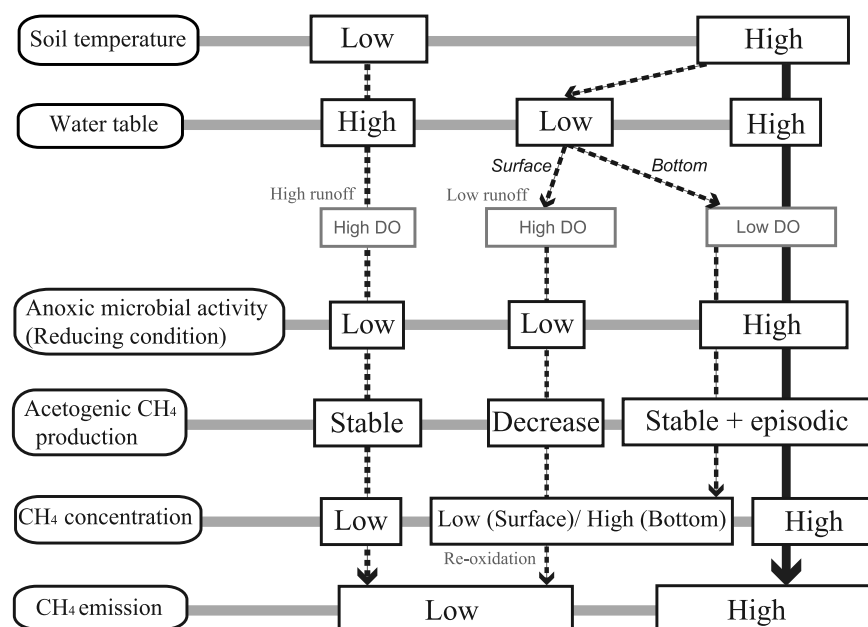 Soil temperature
Low
High
Water table
High
Low
High
Surface
Bottom
High runoff
Low runoff
High DO
High DO
Low DO
Anoxic microbial activity
(Reducing condition)
Low
Low
High
Acetogenic CH₄
production
Stable
Decrease
Stable + episodic
CH₄ concentration
Low
Low (Surface)/ High (Bottom)
High
Re-oxidation
CH₄ emission
Low
High